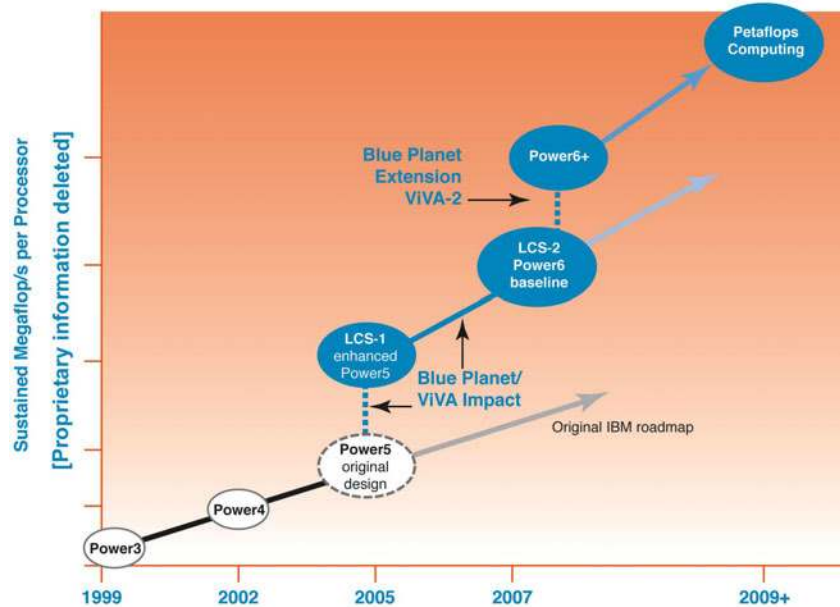 Petaflops
Computing
Sustained Megaflop/s per Processor
[Proprietary information deleted]
Blue Planet
Extension
ViVA-2
Power6+
LCS-2
Power6
baseline
LCS-1
enhanced
Power5
Blue Planet/
ViVA Impact
Original IBM roadmap
Power5
original
design
Power4
Power3
1999
2002
2005
2007
2009+